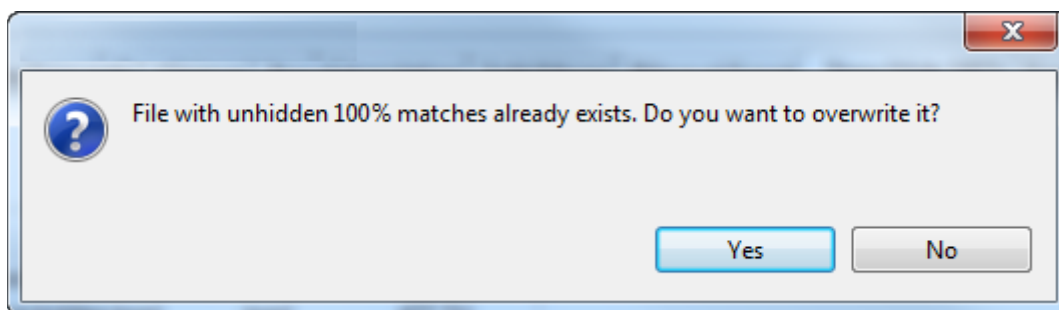 File with unhidden 100% matches already exists. Do you want to overwrite it?
Yes
No